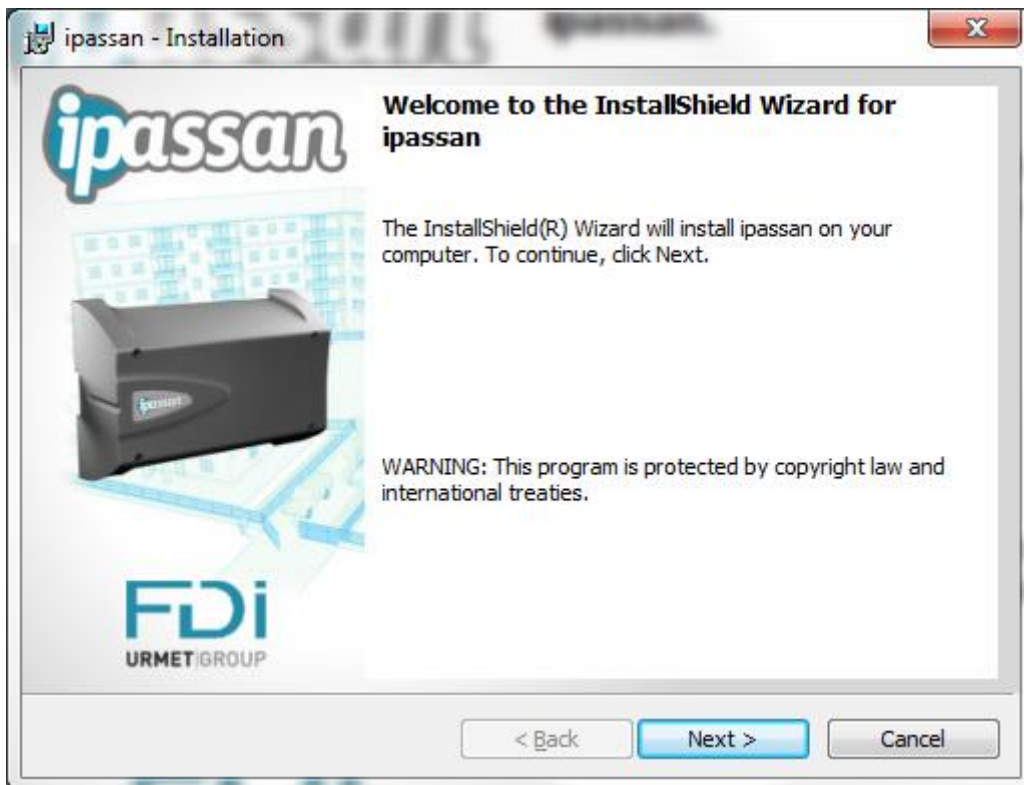 ipassan.
ipassan - Installation
ipassan
Welcome to the InstallShield Wizard for
ipassan
The InstallShield(R) Wizard will install ipassan on your
computer. To continue, click Next.
ipassan
WARNING: This program is protected by copyright law and
international treaties.
FDi
URMET GROUP
< Back
Next >
Cancel